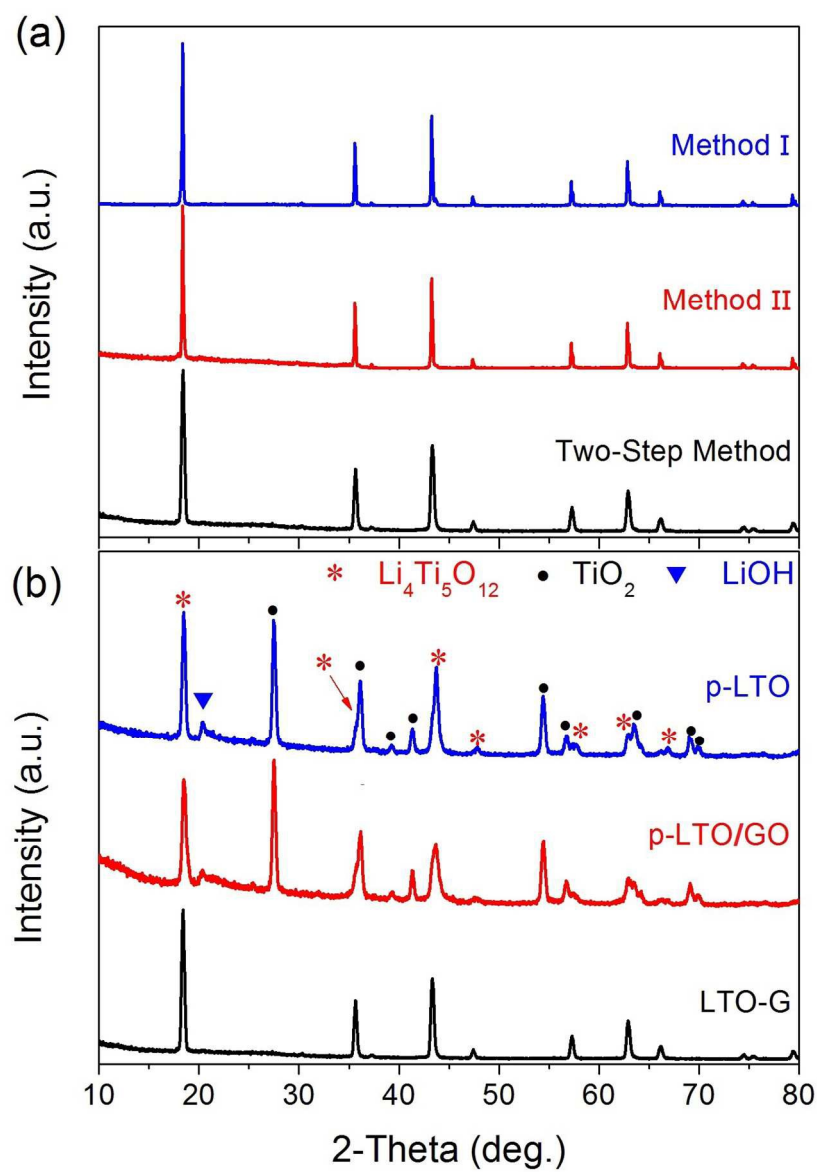 (a)
Intensity (a.u.)
Method I
Method II
Two-Step Method
(b)
Intensity (a.u.)
* Li₄Ti₅O₁₂ ● TiO₂ ▼ LiOH
p-LTO
p-LTO/GO
LTO-G
10 20 30 40 50 60 70 80
2-Theta (deg.)